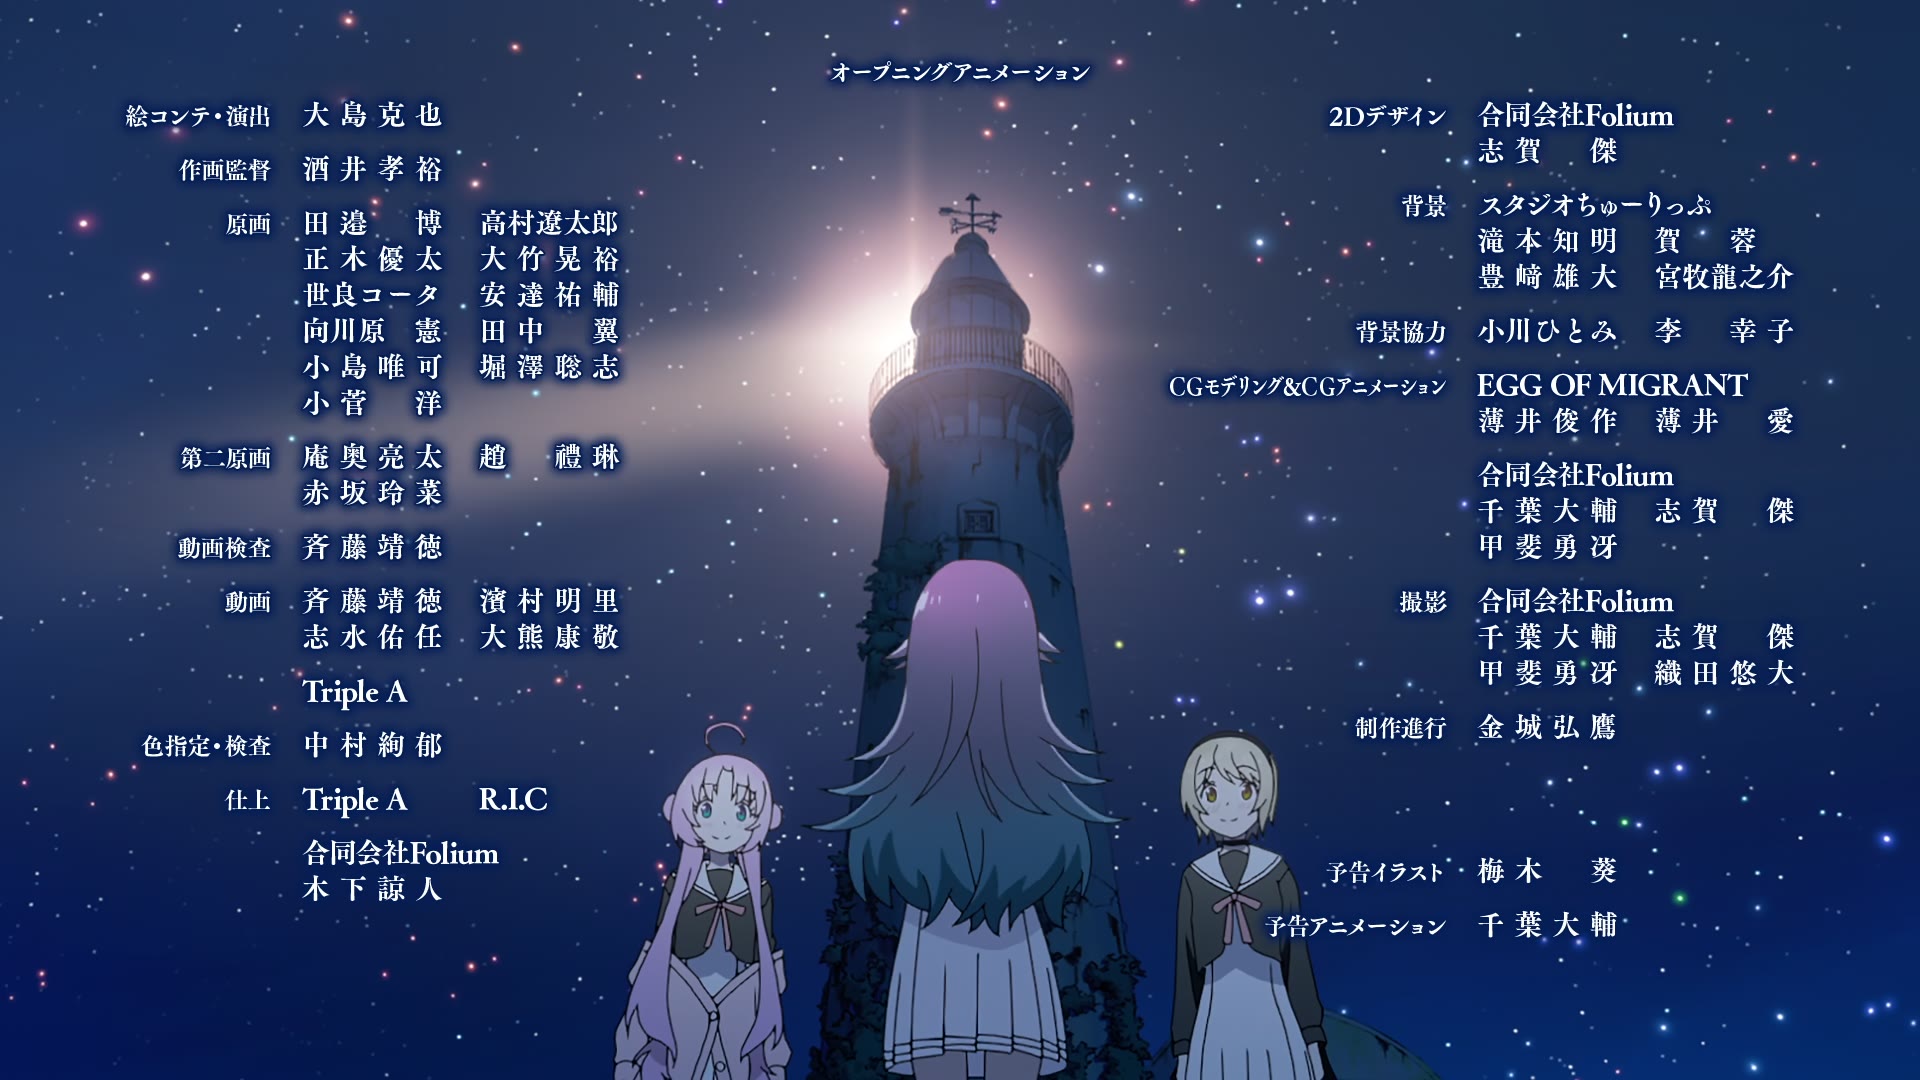 オープニングアニメーション
絵コンテ・演出 大島克也
作画監督 酒井孝裕
原画 田邉博 高村遼太郎
正木優太 大竹晃裕
世良コータ 安達祐輔
向川原憲 田中翼
小島唯可 堀澤聡志
小菅洋
第二原画 庵奥亮太 趙禮琳
赤坂玲菜
動画検査 斉藤靖徳
動画 斉藤靖徳 濱村明里
志水佑任 大熊康敬
Triple A
色指定・検査 中村絢郁
仕上 Triple A R.I.C
合同会社Folium
木下諒人
2Dデザイン 合同会社Folium
志賀傑
背景 スタジオちゅーりっぷ
滝本知明 賀蓉
豊﨑雄大 宮牧龍之介
背景協力 小川ひとみ 李幸子
CGモデリング&CGアニメーション EGG OF MIGRANT
薄井俊作 薄井愛
合同会社Folium
千葉大輔 志賀傑
甲斐勇冴
撮影 合同会社Folium
千葉大輔 志賀傑
甲斐勇冴 織田悠大
制作進行 金城弘鷹
予告イラスト 梅木葵
予告アニメーション 千葉大輔